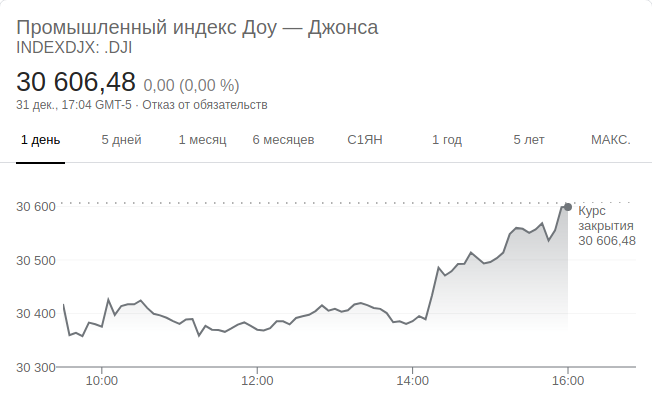 Промышленный индекс Доу — Джонса
INDEXDJX: .DJI
30 606,48 0,00 (0,00 %)
31 дек., 17:04 GMT-5 · Отказ от обязательств
1 день 5 дней 1 месяц 6 месяцев С1ЯН 1 год 5 лет МАКС.
30 600
Курс
закрытия
30 606,48
30 500
30 400
30 300
10:00 12:00 14:00 16:00